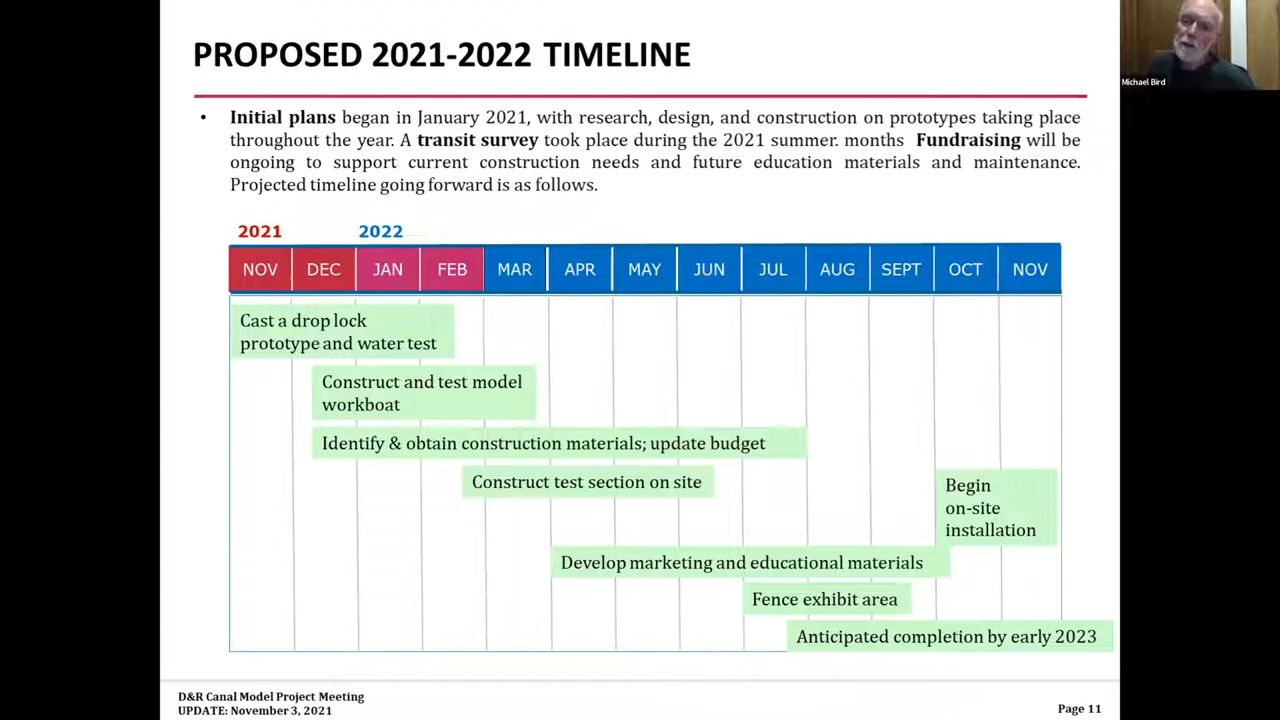 PROPOSED 2021-2022 TIMELINE
Michael Bird
• Initial plans began in January 2021, with research, design, and construction on prototypes taking place
throughout the year. A transit survey took place during the 2021 summer. months Fundraising will be
ongoing to support current construction needs and future education materials and maintenance.
Projected timeline going forward is as follows.
2021 2022
NOV DEC JAN FEB MAR APR MAY JUN JUL AUG SEPT OCT NOV
Cast a drop lock
prototype and water test
Construct and test model
workboat
Identify & obtain construction materials; update budget
Construct test section on site
Begin
on-site
installation
Develop marketing and educational materials
Fence exhibit area
Anticipated completion by early 2023
D&R Canal Model Project Meeting
UPDATE: November 3, 2021
Page 11